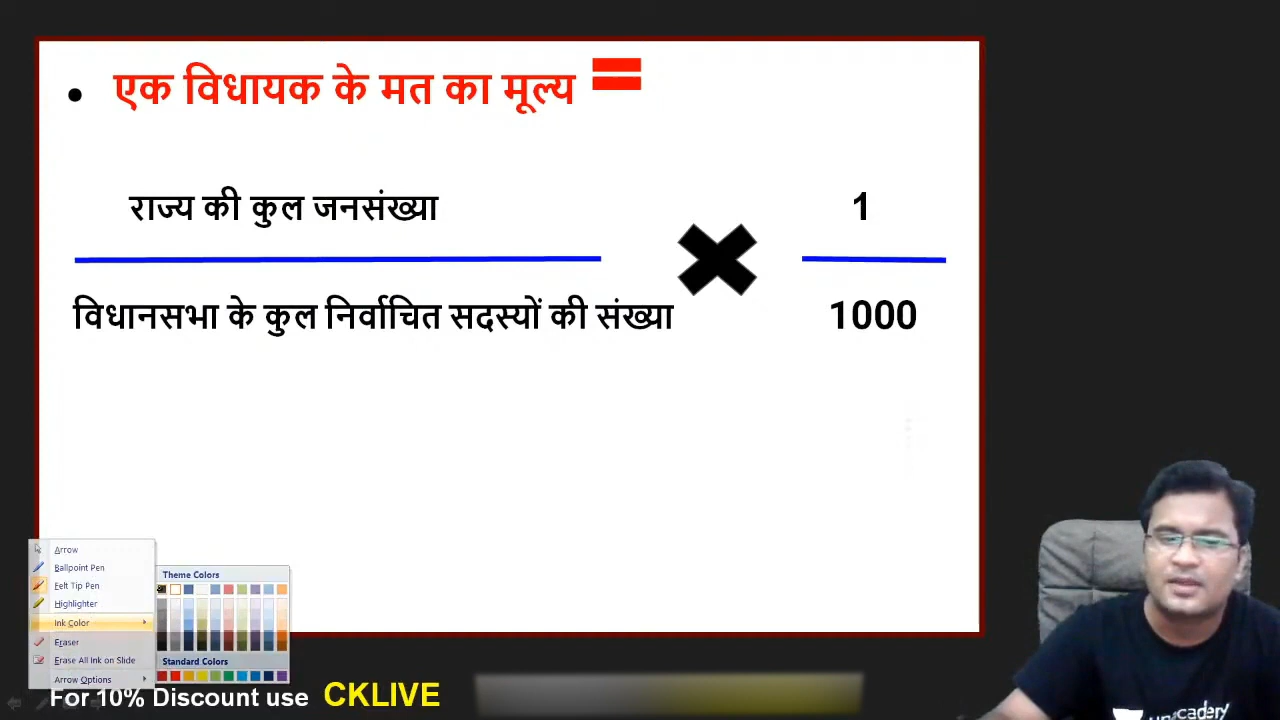 • एक विधायक के मत का मूल्य =
राज्य की कुल जनसंख्या
विधानसभा के कुल निर्वाचित सदस्यों की संख्या
×
1
1000
Arrow
Ballpoint Pen
Felt Tip Pen
Highlighter
Ink Color
Eraser
Erase All Ink on Slide
Arrow Options
Theme Colors
Standard Colors
For 10% Discount use CKLIVE